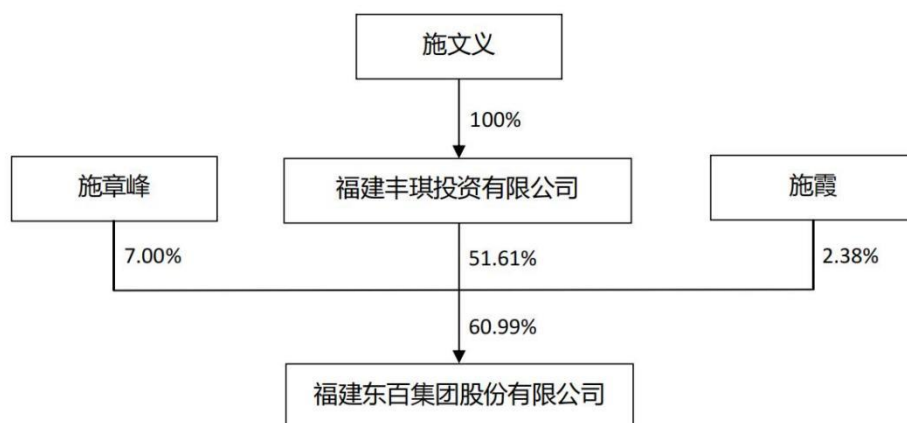 施文义
100%
施章峰
福建丰琪投资有限公司
施霞
7.00%
51.61%
2.38%
60.99%
福建东百集团股份有限公司